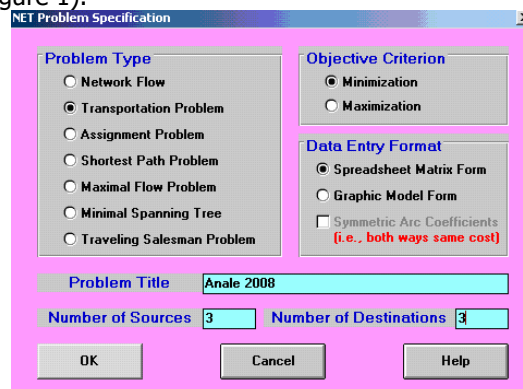 gure 1).
NET Problem Specification
Problem Type
Network Flow
Transportation Problem
Assignment Problem
Shortest Path Problem
Maximal Flow Problem
Minimal Spanning Tree
Traveling Salesman Problem
Objective Criterion
Minimization
Maximization
Data Entry Format
Spreadsheet Matrix Form
Graphic Model Form
Symmetric Arc Coefficients
(i.e., both ways same cost)
Problem Title Anale 2008
Number of Sources 3 Number of Destinations 3
OK Cancel Help